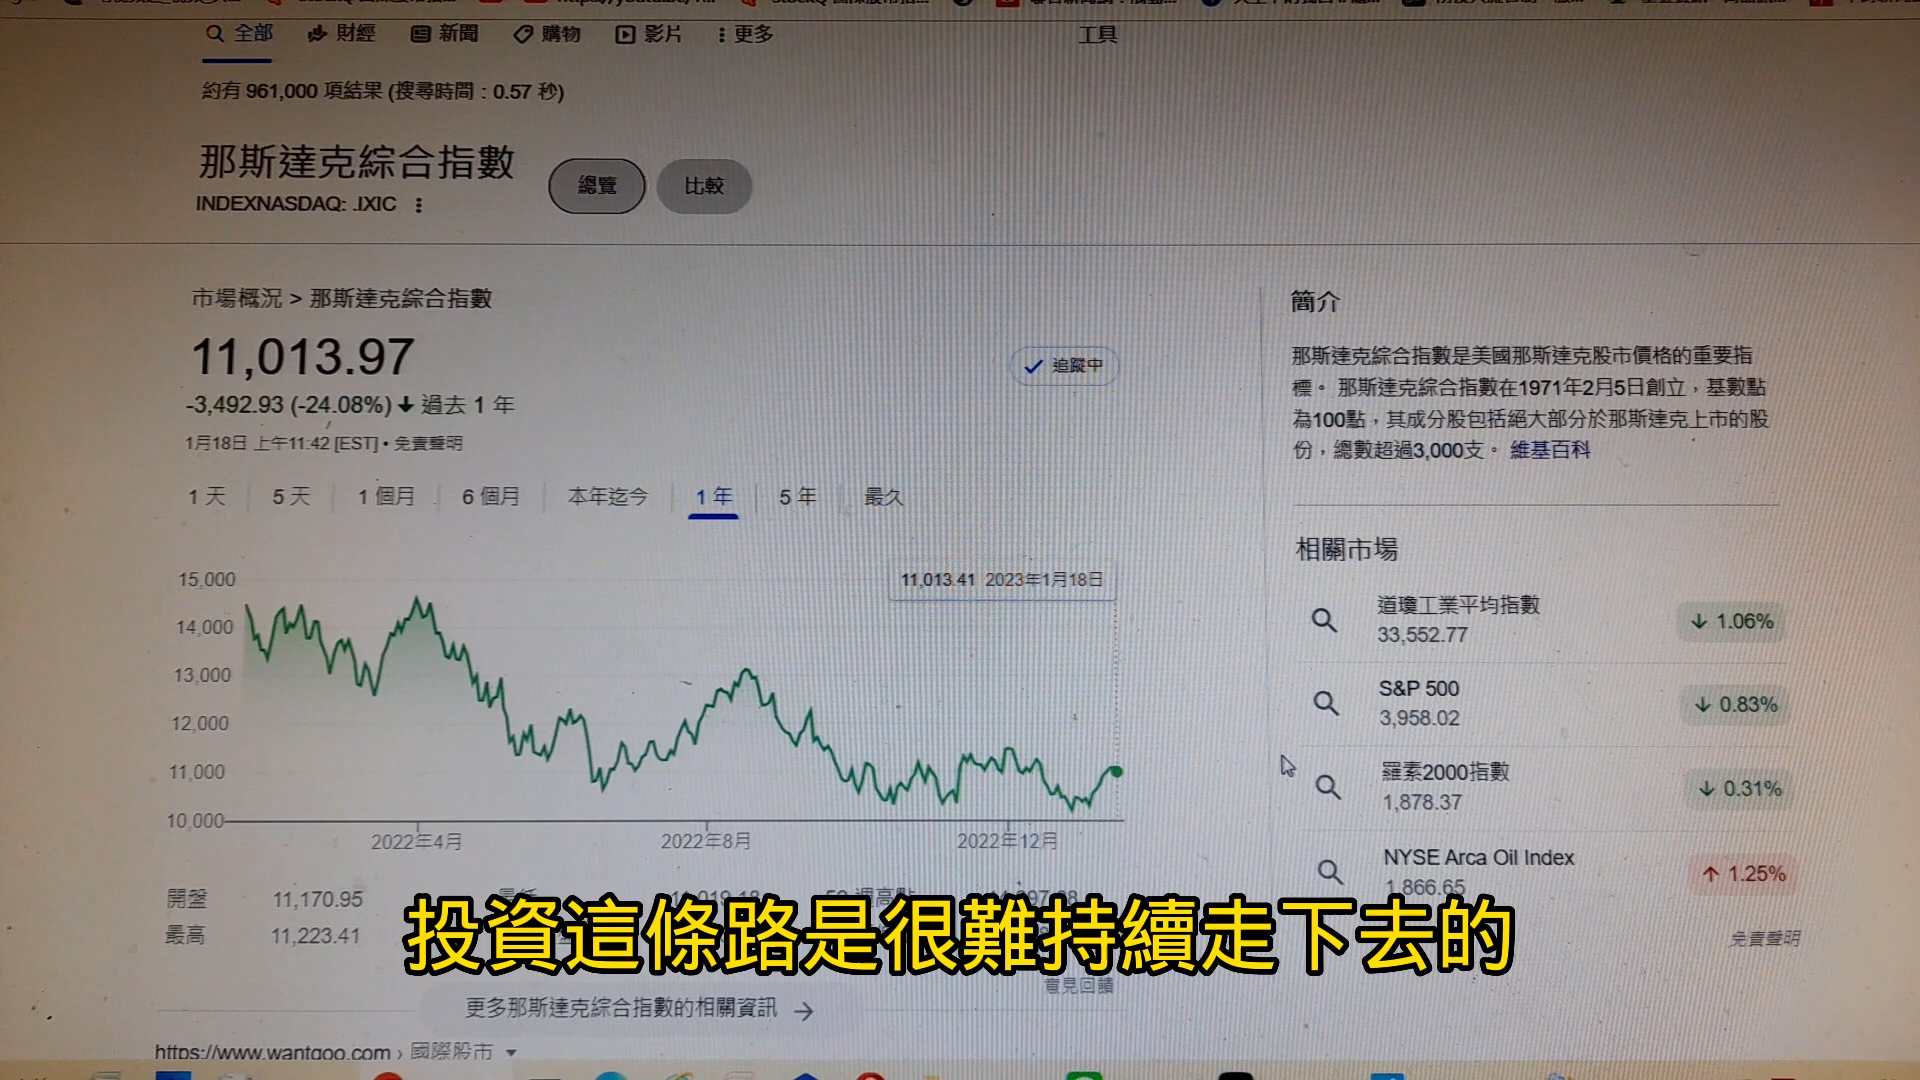 全部 財經 新聞 購物 影片 更多 工具
約有 961,000 項結果 (搜尋時間：0.57 秒)
那斯達克綜合指數
總覽 比較
INDEXNASDAQ: .IXIC
市場概況 > 那斯達克綜合指數
11,013.97
追蹤中
-3,492.93 (-24.08%) 過去 1 年
1月18日 上午11:42 [EST] • 免責聲明
1 天 5 天 1 個月 6 個月 本年迄今 1 年 5 年 最久
11,013.41 2023年1月18日
15,000
14,000
13,000
12,000
11,000
10,000
2022年4月 2022年8月 2022年12月
開盤 11,170.95
最高 11,223.41
投資這條路是很難持續走下去的
意見回饋
更多那斯達克綜合指數的相關資訊
https://www.wantgoo.com › 國際股市
簡介
那斯達克綜合指數是美國那斯達克股市價格的重要指
標。 那斯達克綜合指數在1971年2月5日創立，基數點
為100點，其成分股包括絕大部分於那斯達克上市的股
份，總數超過3,000支。 維基百科
相關市場
道瓊工業平均指數
33,552.77
1.06%
S&P 500
3,958.02
0.83%
羅素2000指數
1,878.37
0.31%
NYSE Arca Oil Index
1,866.65
1.25%
免責聲明